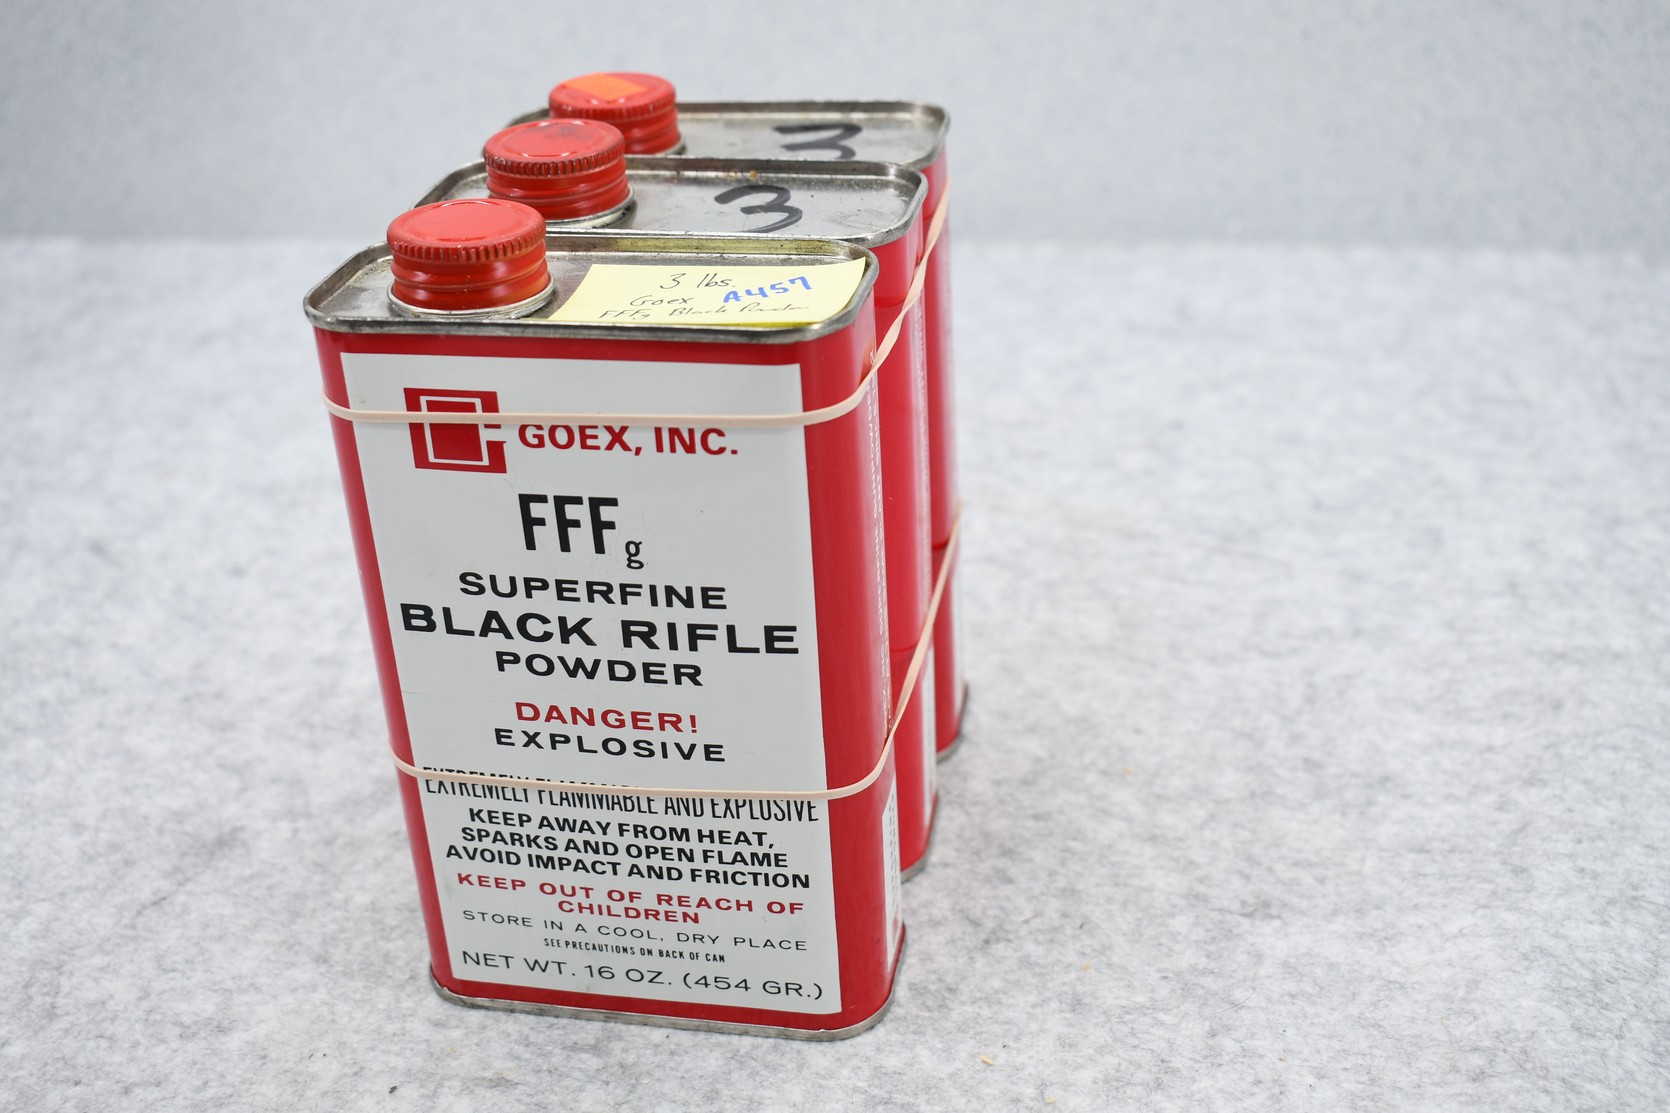 3
3
3 lbs.
Goex A457
FFFg Black Powder
GOEX, INC.
FFFg
SUPERFINE
BLACK RIFLE
POWDER
DANGER!
EXPLOSIVE
EXTREMELY FLAMMABLE AND EXPLOSIVE
KEEP AWAY FROM HEAT,
SPARKS AND OPEN FLAME
AVOID IMPACT AND FRICTION
KEEP OUT OF REACH OF
CHILDREN
STORE IN A COOL, DRY PLACE
SEE PRECAUTIONS ON BACK OF CAN
NET WT. 16 OZ. (454 GR.)